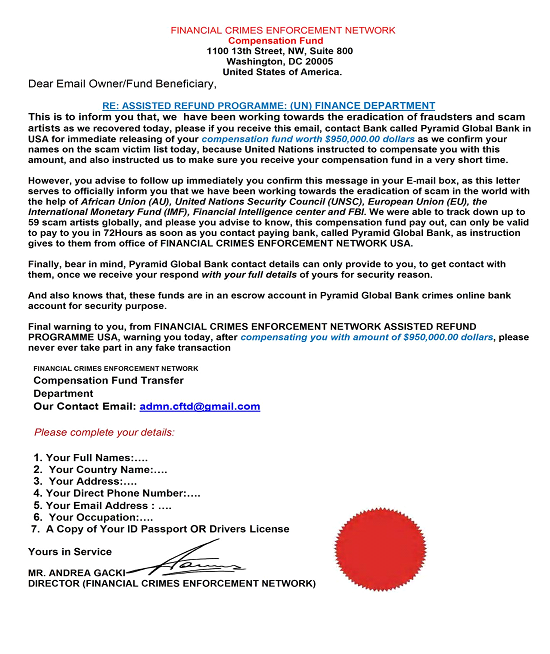 FINANCIAL CRIMES ENFORCEMENT NETWORK
Compensation Fund
1100 13th Street, NW, Suite 800
Washington, DC 20005
United States of America.
Dear Email Owner/Fund Beneficiary,
RE: ASSISTED REFUND PROGRAMME: (UN) FINANCE DEPARTMENT
This is to inform you that, we have been working towards the eradication of fraudsters and scam
artists as we recovered today, please if you receive this email, contact Bank called Pyramid Global Bank in
USA for immediate releasing of your compensation fund worth $950,000.00 dollars as we confirm your
names on the scam victim list today, because United Nations instructed to compensate you with this
amount, and also instructed us to make sure you receive your compensation fund in a very short time.
However, you advise to follow up immediately you confirm this message in your E-mail box, as this letter
serves to officially inform you that we have been working towards the eradication of scam in the world with
the help of African Union (AU), United Nations Security Council (UNSC), European Union (EU), the
International Monetary Fund (IMF), Financial Intelligence center and FBI. We were able to track down up to
59 scam artists globally, and please you advise to know, this compensation fund pay out, can only be valid
to pay to you in 72Hours as soon as you contact paying bank, called Pyramid Global Bank, as instruction
gives to them from office of FINANCIAL CRIMES ENFORCEMENT NETWORK USA.
Finally, bear in mind, Pyramid Global Bank contact details can only provide to you, to get contact with
them, once we receive your respond with your full details of yours for security reason.
And also knows that, these funds are in an escrow account in Pyramid Global Bank crimes online bank
account for security purpose.
Final warning to you, from FINANCIAL CRIMES ENFORCEMENT NETWORK ASSISTED REFUND
PROGRAMME USA, warning you today, after compensating you with amount of $950,000.00 dollars, please
never ever take part in any fake transaction
FINANCIAL CRIMES ENFORCEMENT NETWORK
Compensation Fund Transfer
Department
Our Contact Email: admn.cftd@gmail.com
Please complete your details:
1. Your Full Names:....
2. Your Country Name:....
3. Your Address:....
4. Your Direct Phone Number:....
5. Your Email Address : ....
6. Your Occupation:....
7. A Copy of Your ID Passport OR Drivers License
Yours in Service
MR. ANDREA GACKI
DIRECTOR (FINANCIAL CRIMES ENFORCEMENT NETWORK)